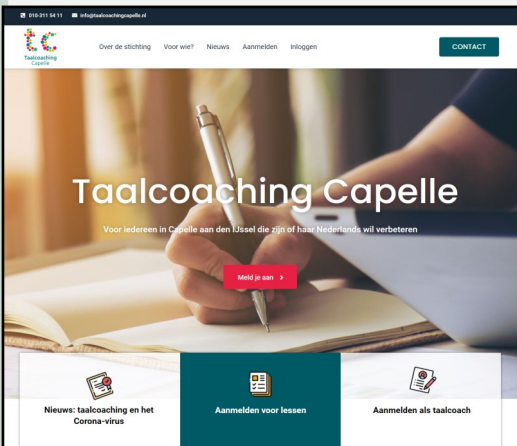 010-311 54 11 info@taalcoachingcapelle.nl
tc
Taalcoaching
Capelle
Over de stichting Voor wie? Nieuws Aanmelden Inloggen
CONTACT
Taalcoaching Capelle
Voor iedereen in Capelle aan den IJssel die zijn of haar Nederlands wil verbeteren
Meld je aan >
Nieuws: taalcoaching en het
Corona-virus
Aanmelden voor lessen
Aanmelden als taalcoach